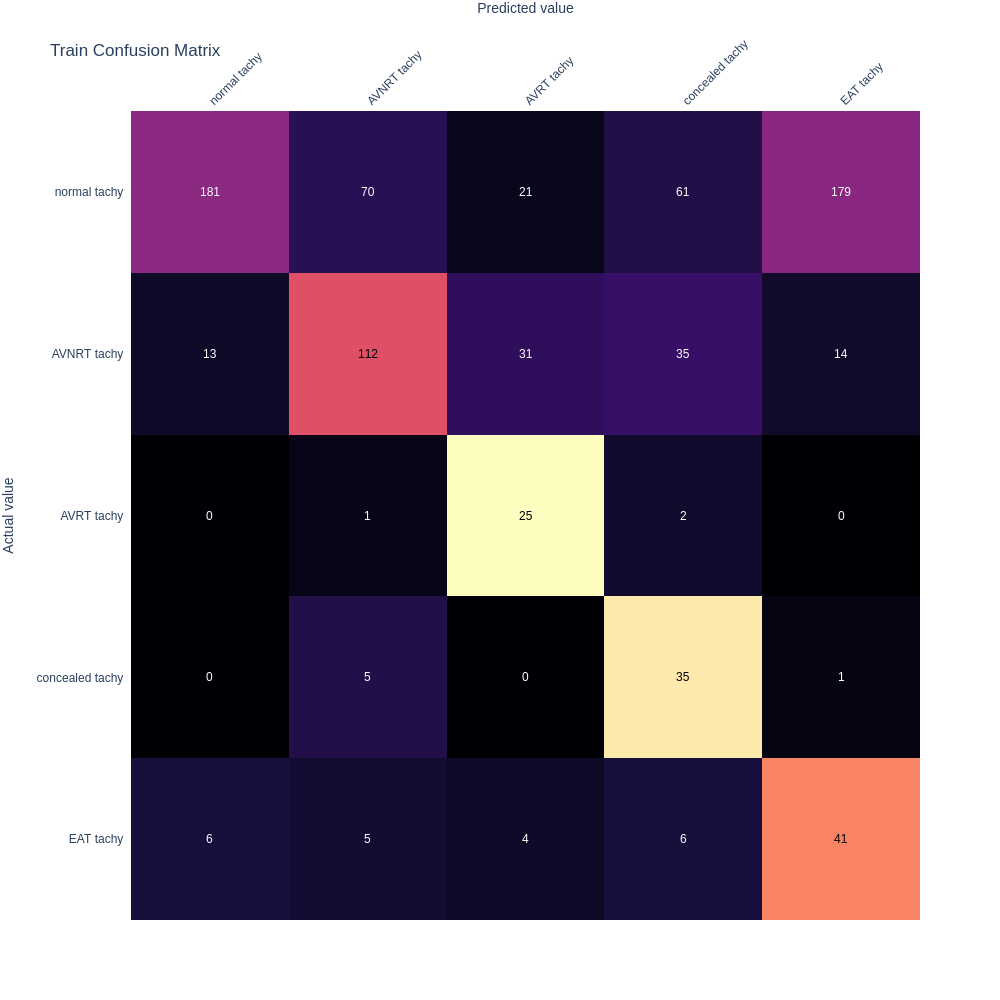 Predicted value
Train Confusion Matrix
normal tachy
AVNRT tachy
AVRT tachy
concealed tachy
EAT tachy
normal tachy 181 70 21 61 179
AVNRT tachy 13 112 31 35 14
Actual value
AVRT tachy 0 1 25 2 0
concealed tachy 0 5 0 35 1
EAT tachy 6 5 4 6 41